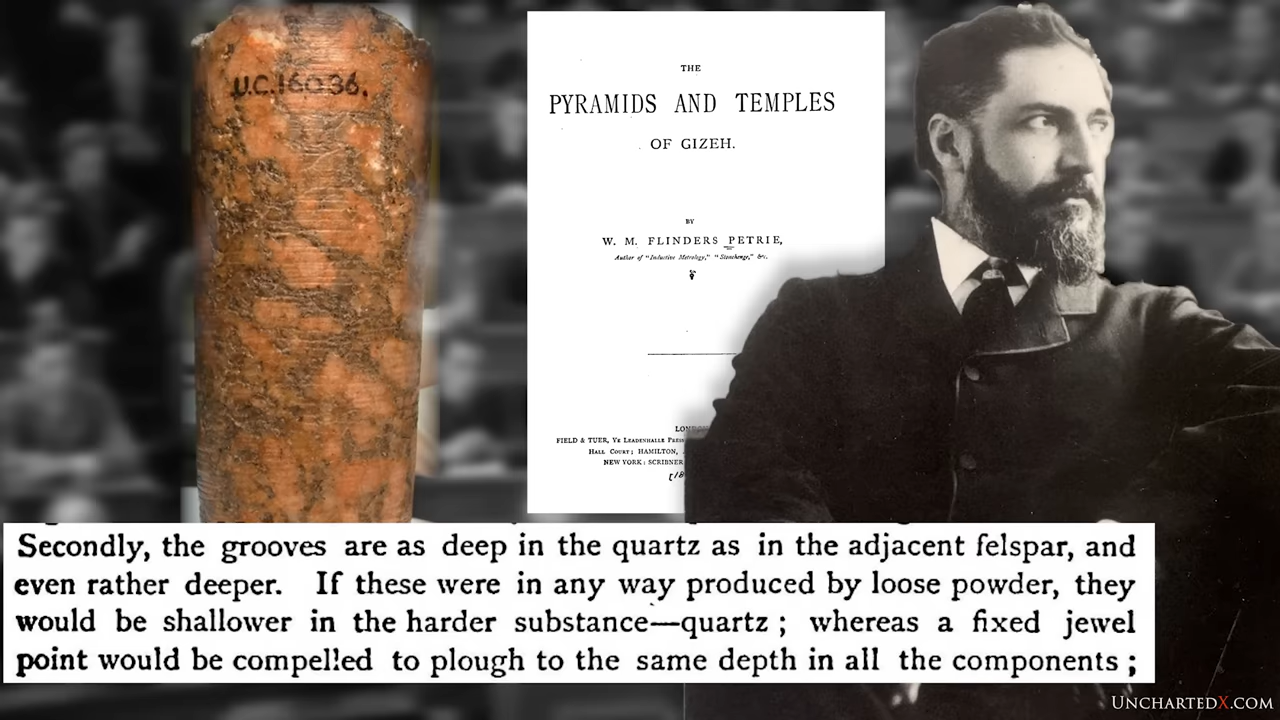 U.C.16036.
THE
PYRAMIDS AND TEMPLES
OF GIZEH.
BY
W. M. FLINDERS PETRIE,
Author of "Inductive Metrology," "Stonehenge," &c.
FIELD & TUER, Ye Leadenhalle
HALL COURT; HAMILTON,
NEW YORK: SCRIBNER
Secondly, the grooves are as deep in the quartz as in the adjacent felspar, and
even rather deeper. If these were in any way produced by loose powder, they
would be shallower in the harder substance—quartz; whereas a fixed jewel
point would be compelled to plough to the same depth in all the components;
UNCHARTEDX.COM